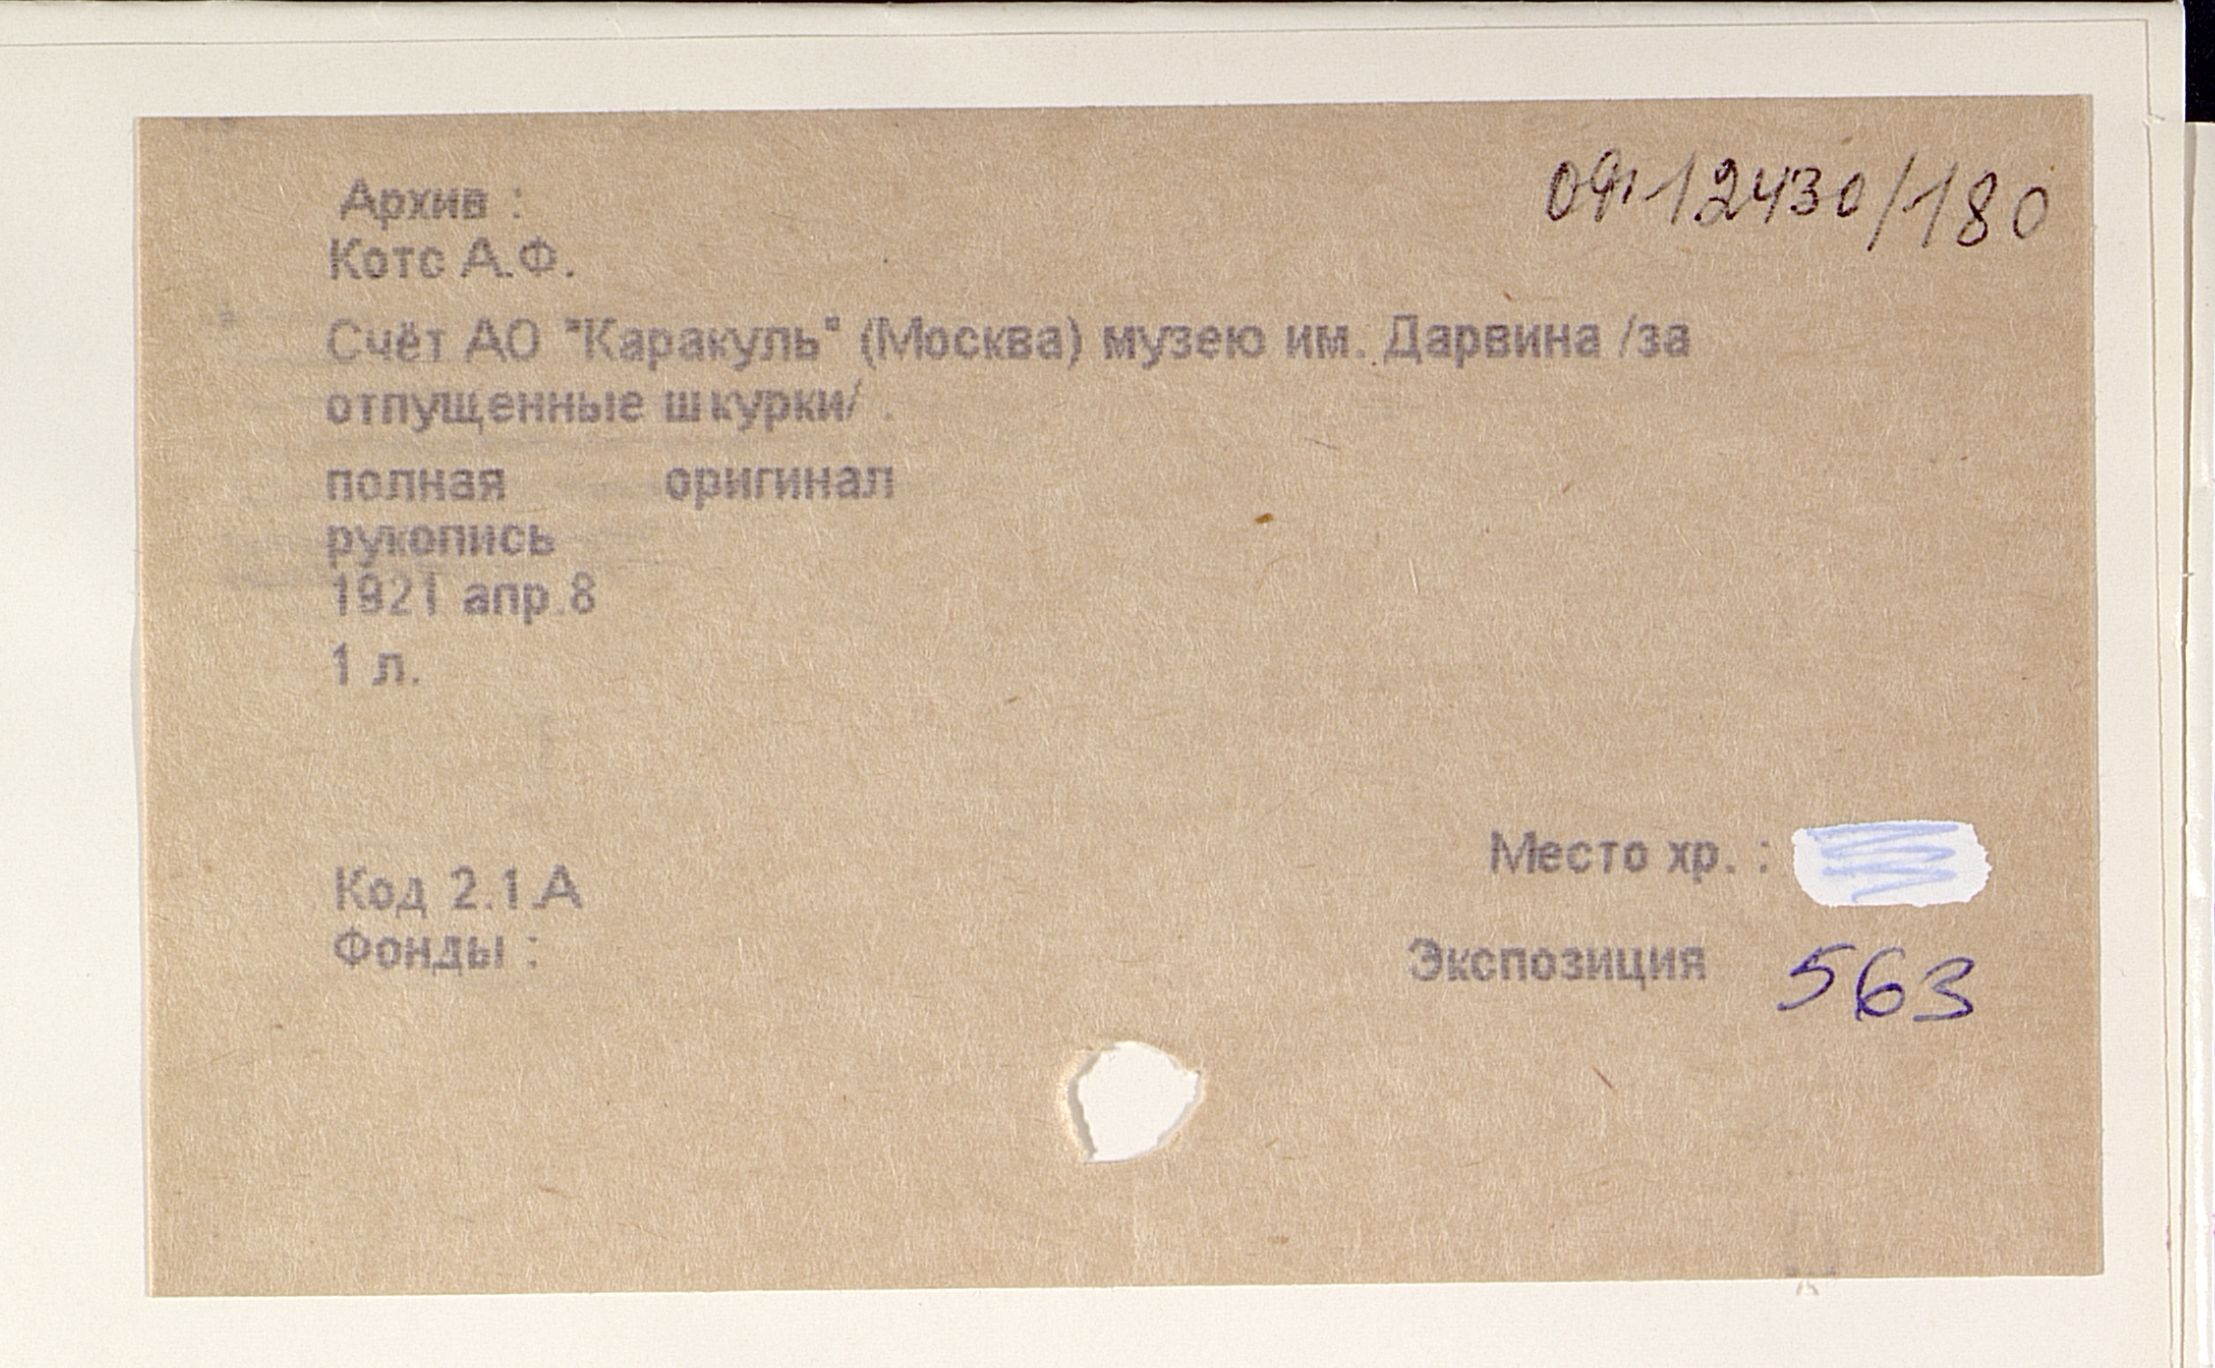 Архив :
09-12430/180
Котс А.Ф.
Счёт АО "Каракуль" (Москва) музею им. Дарвина /за
отпущенные шкурки/ .
полная оригинал
рукопись
1921 апр.8
1 л.
Место хр. :
Код 2.1.А
Фонды :
Экспозиция 563